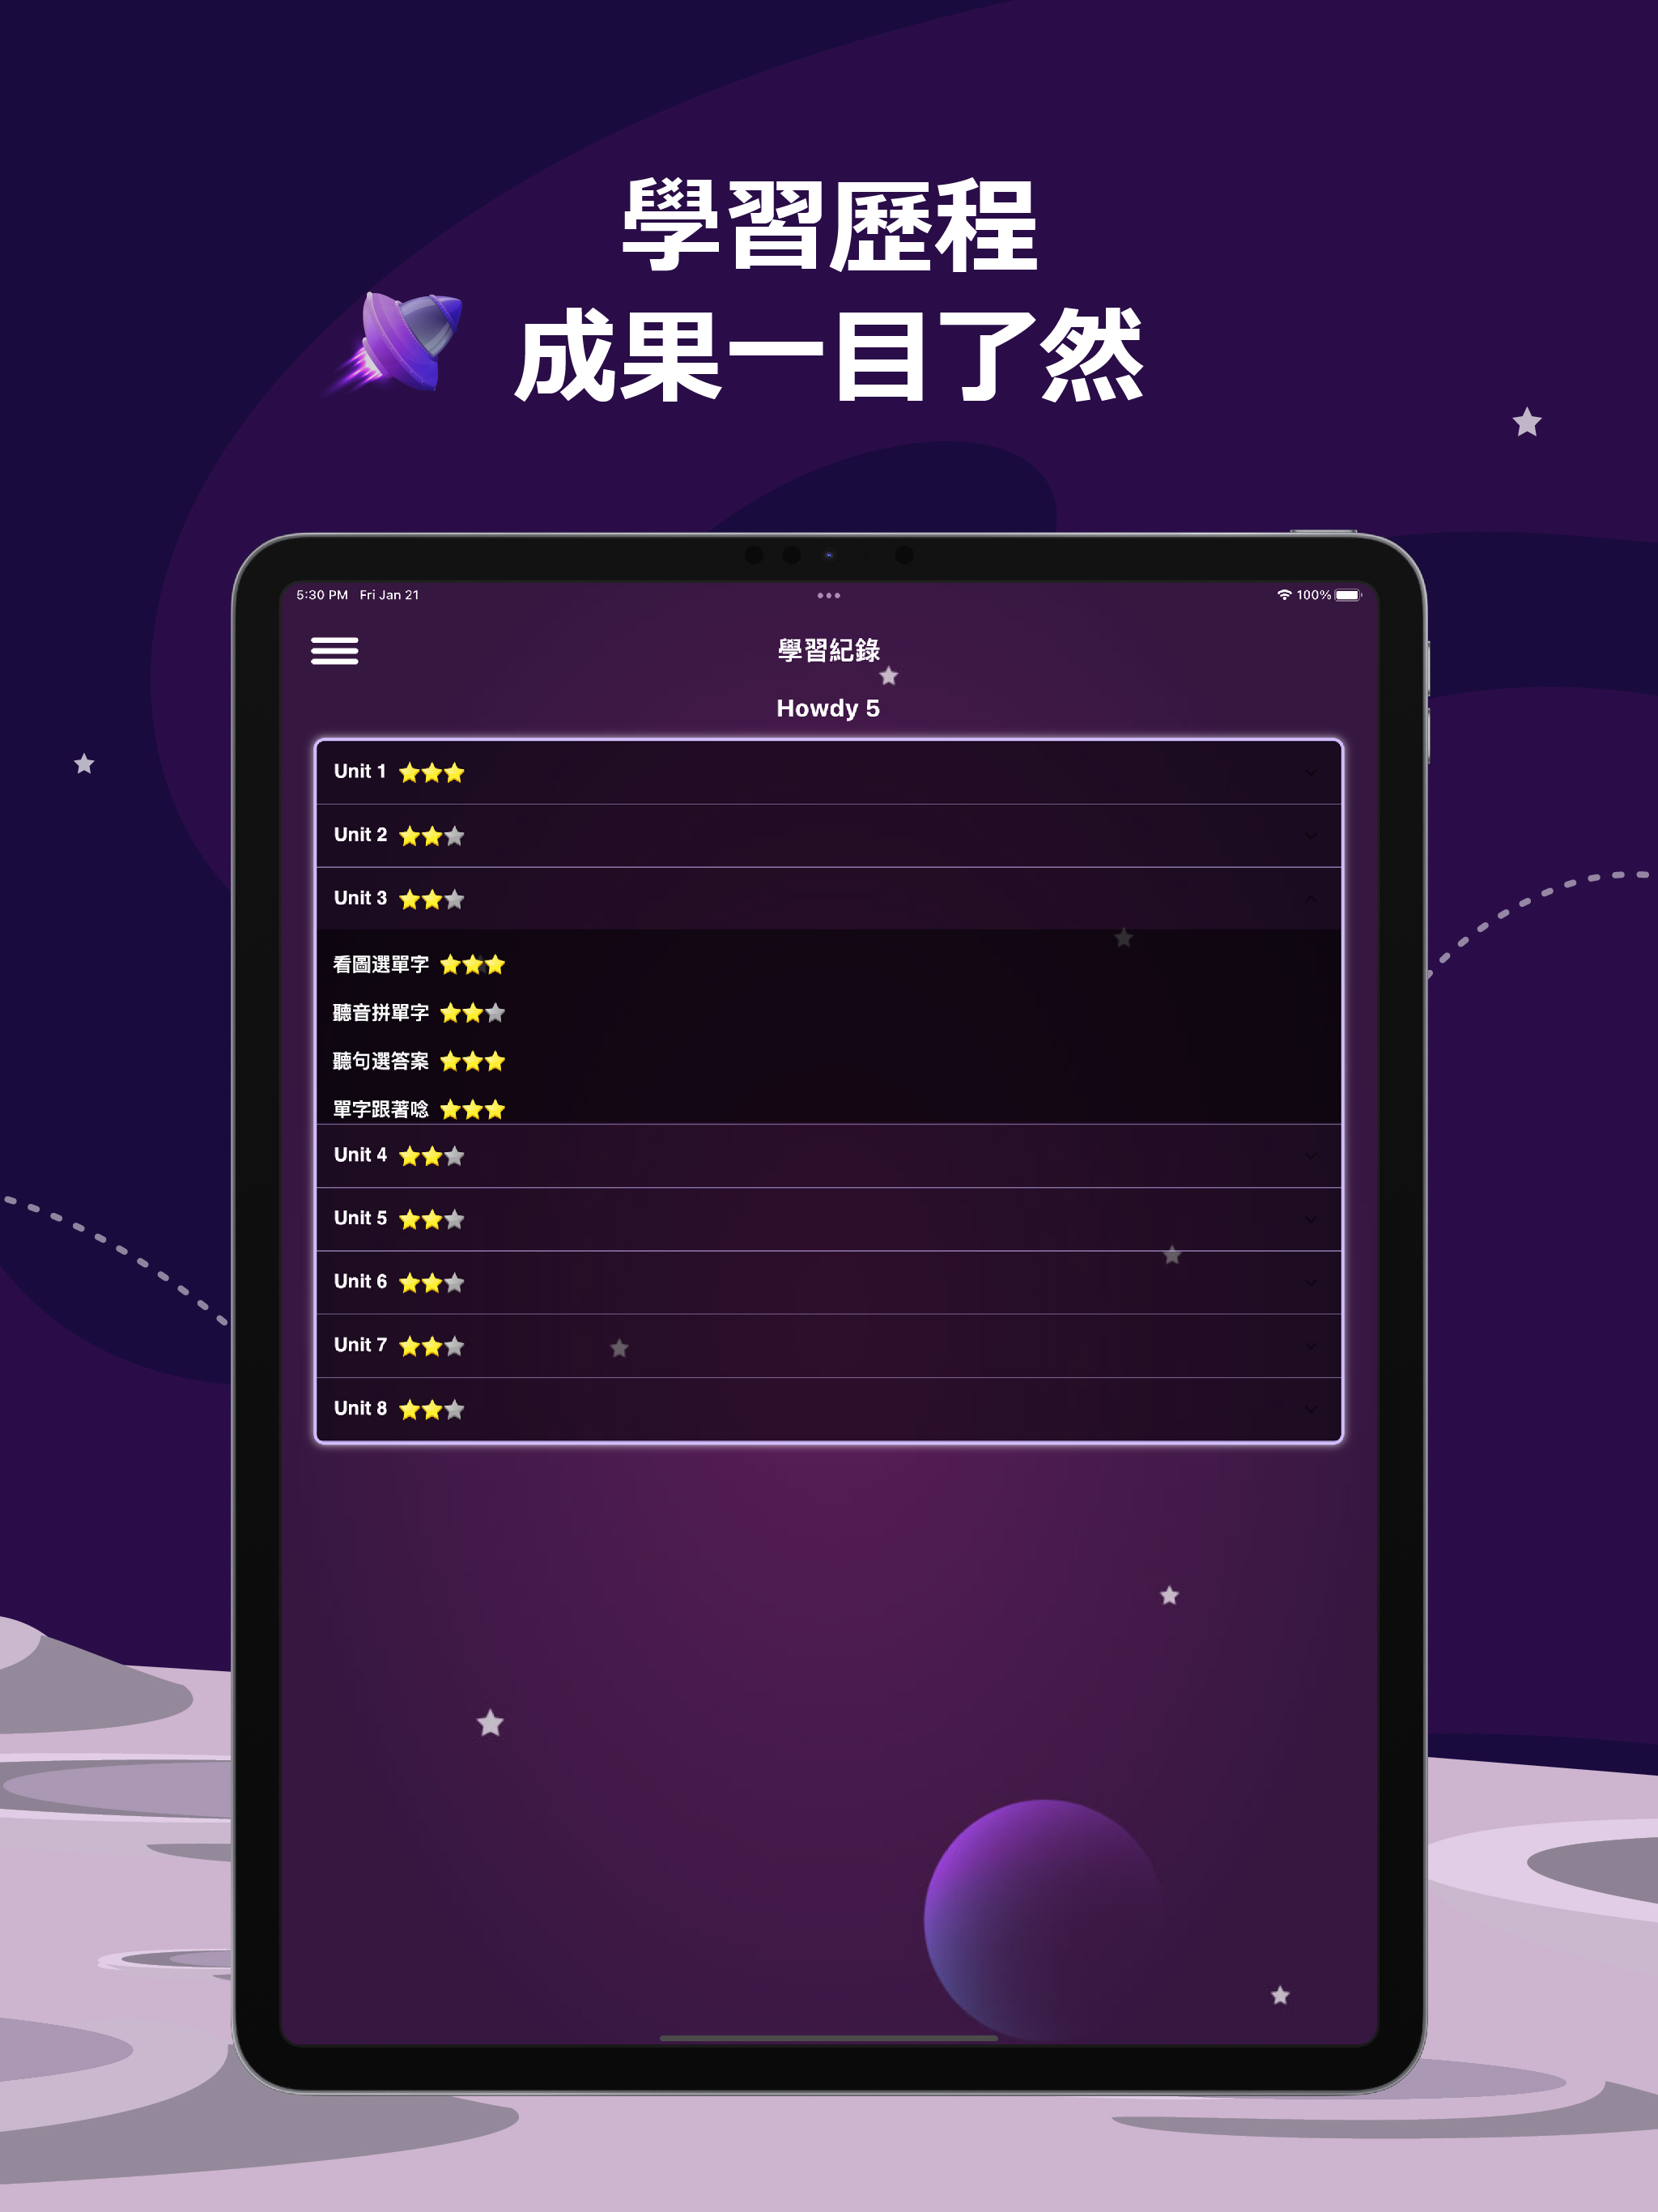 學習歷程
成果一目了然
5:30 PM Fri Jan 21
100%
學習紀錄
Howdy 5
Unit 1
Unit 2
Unit 3
看圖選單字
聽音拼單字
聽句選答案
單字跟著唸
Unit 4
Unit 5
Unit 6
Unit 7
Unit 8